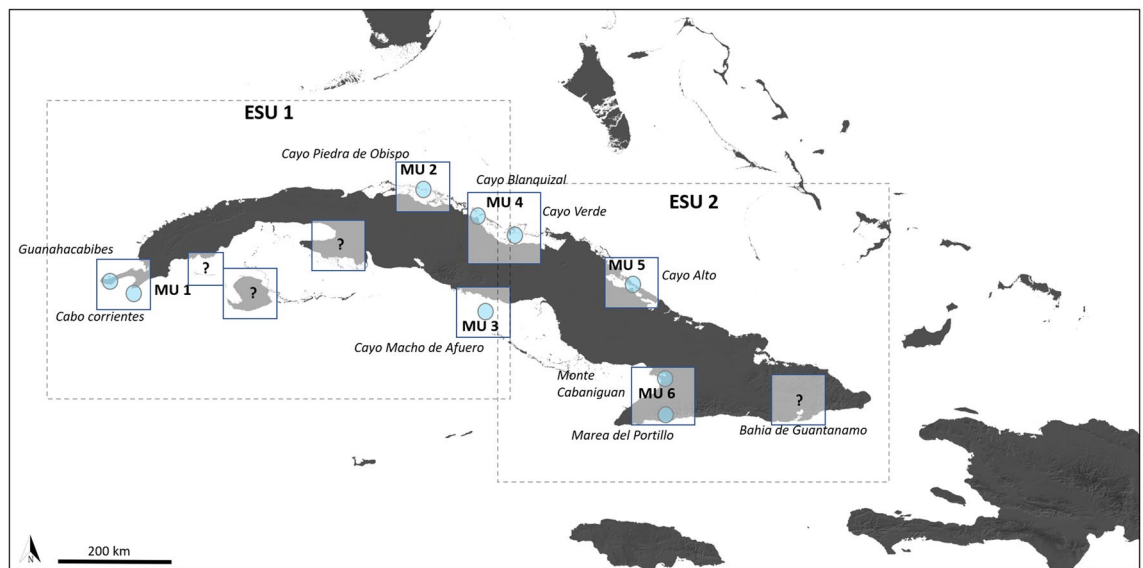 ESU 1
Cayo Piedra de Obispo
MU 2
Cayo Blanquizal
ESU 2
MU 4
Cayo Verde
Guanahacabibes
?
?
MU 5
Cayo Alto
?
MU 1
Cabo corrientes
MU 3
Cayo Macho de Afuero
Monte
Cabaniguan
MU 6
?
Marea del Portillo
Bahia de Guantanamo
N
200 km